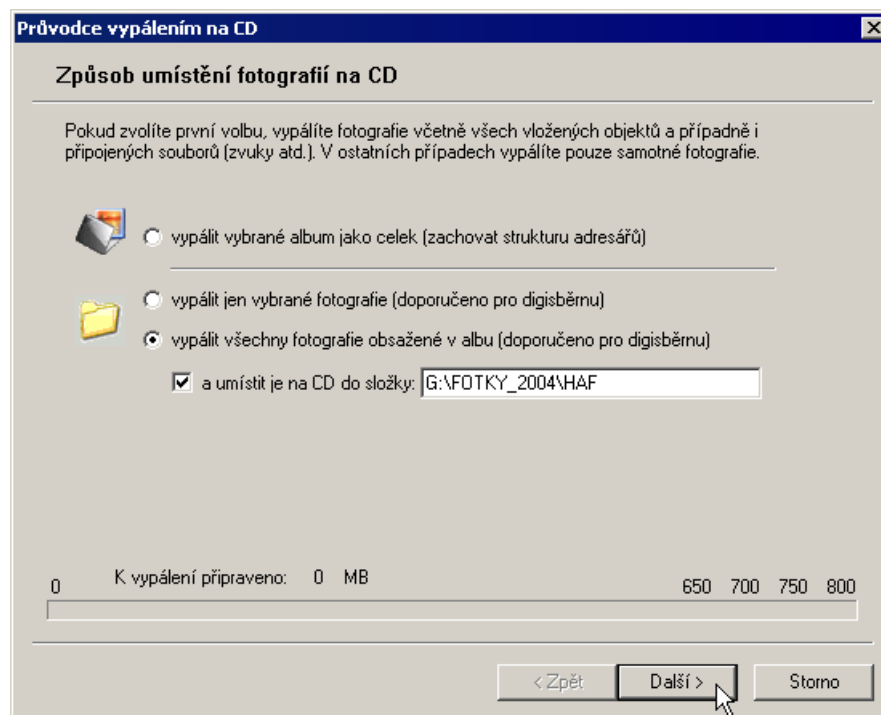 Průvodce vypálením na CD
Způsob umístění fotografií na CD
Pokud zvolíte první volbu, vypálíte fotografie včetně všech vložených objektů a případně i
připojených souborů (zvuky atd.). V ostatních případech vypálíte pouze samotné fotografie.
vypálit vybrané album jako celek (zachovat strukturu adresářů)
vypálit jen vybrané fotografie (doporučeno pro digisběrnu)
vypálit všechny fotografie obsažené v albu (doporučeno pro digisběrnu)
a umístit je na CD do složky: G:\FOTKY_2004\HAF
K vypálení připraveno: 0 MB
0 650 700 750 800
< Zpět Další > Storno